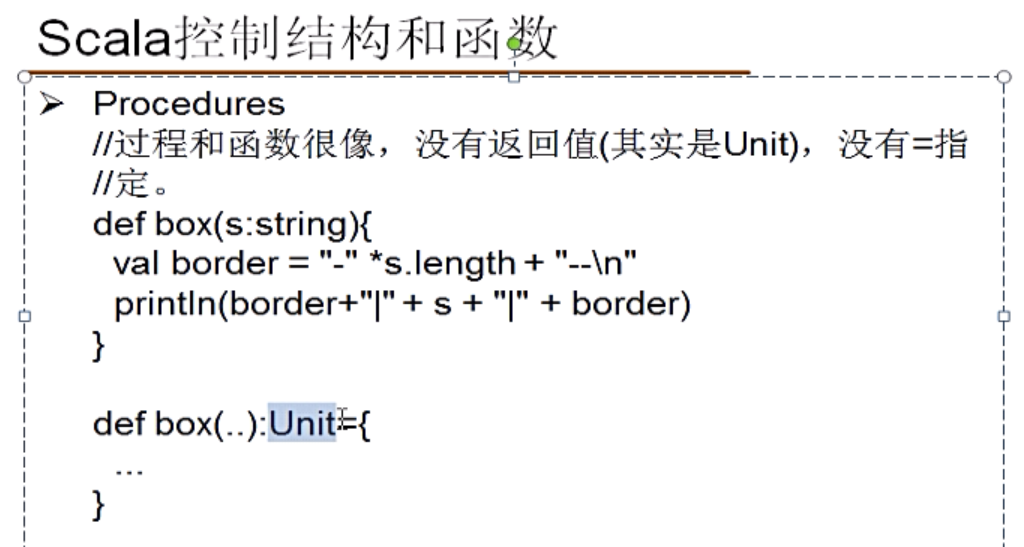 Scala控制结构和函数
➢ Procedures
//过程和函数很像，没有返回值(其实是Unit)，没有=指
//定。
def box(s:string){
val border = "-" *s.length + "--\n"
println(border+"|" + s + "|" + border)
}
def box(..):Unit={
...
}